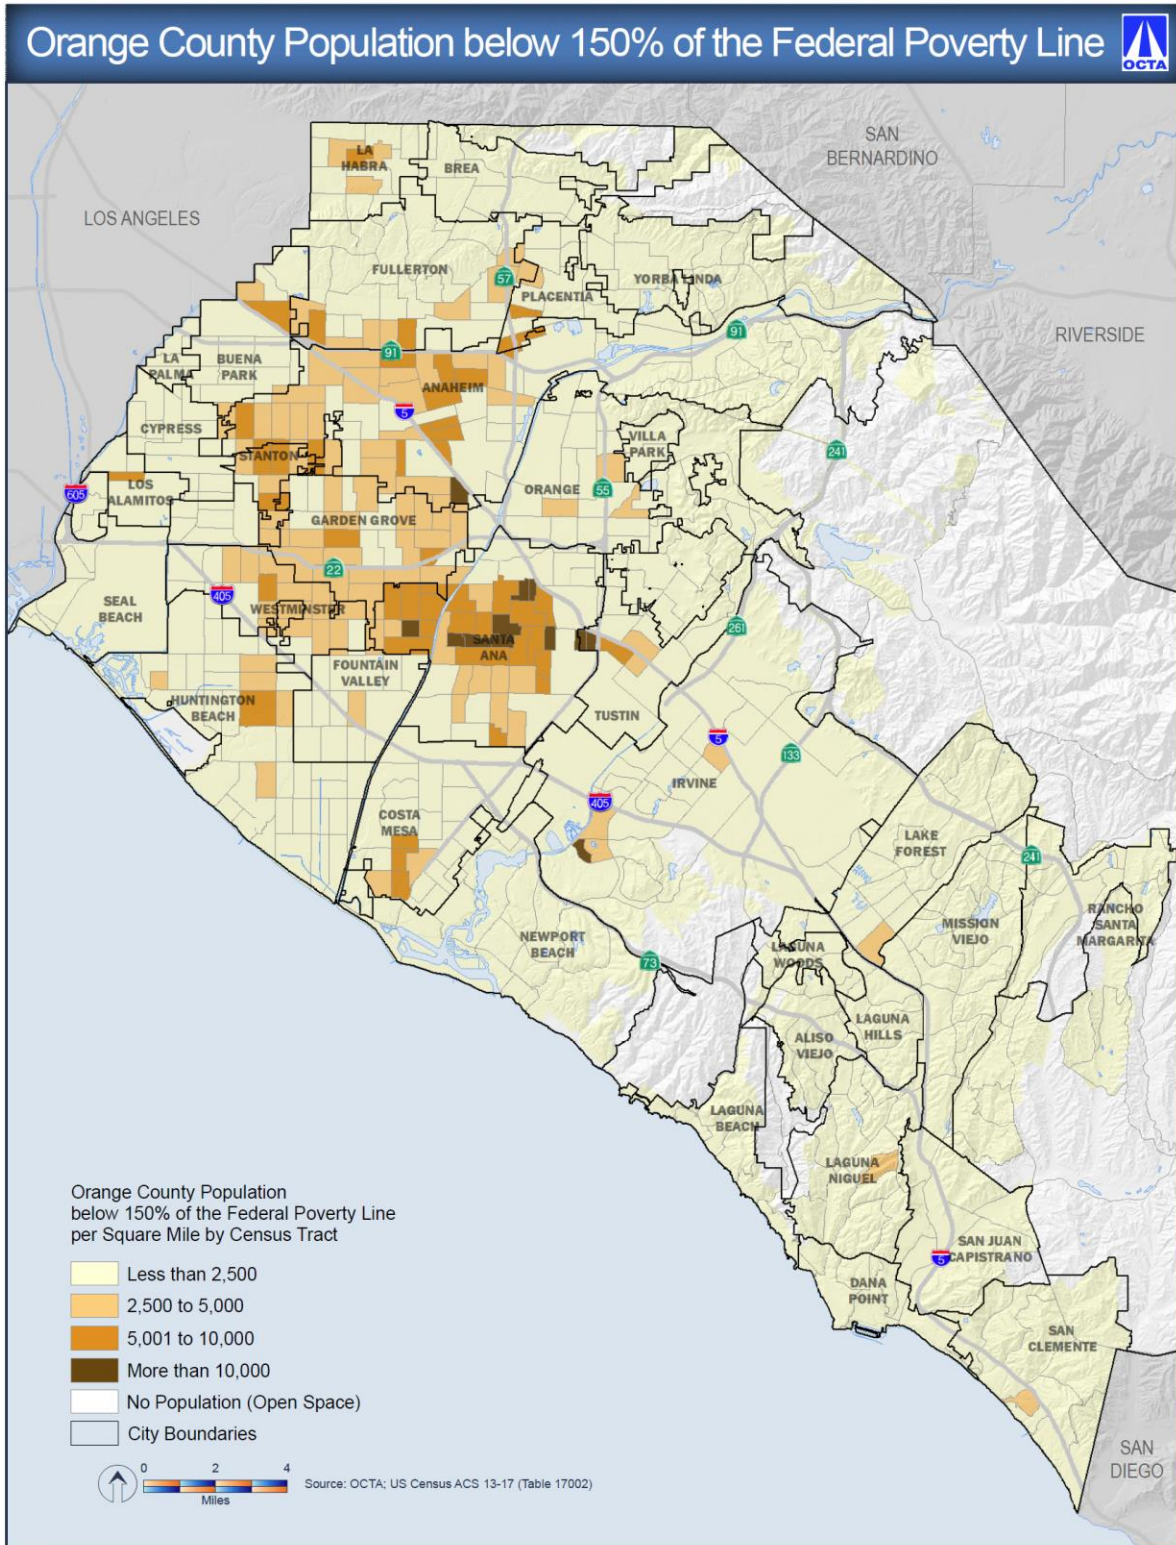 Orange County Population below 150% of the Federal Poverty Line
OCTA
SAN
BERNARDINO
LOS ANGELES
RIVERSIDE
LA
HABRA
BREA
FULLERTON
57
PLACENTIA
YORBA LINDA
91
91
LA
PALMA
BUENA
PARK
ANAHEIM
5
CYPRESS
STANTON
VILLA
PARK
241
605
LOS
ALAMITOS
ORANGE
55
GARDEN GROVE
22
SEAL
BEACH
405
WESTMINSTER
SANTA
ANA
261
FOUNTAIN
VALLEY
HUNTINGTON
BEACH
TUSTIN
5
133
IRVINE
COSTA
MESA
405
LAKE
FOREST
241
NEWPORT
BEACH
73
LAGUNA
WOODS
MISSION
VIEJO
RANCHO
SANTA
MARGARITA
LAGUNA
HILLS
ALISO
VIEJO
LAGUNA
BEACH
LAGUNA
NIGUEL
SAN JUAN
CAPISTRANO
5
DANA
POINT
SAN
CLEMENTE
SAN
DIEGO
Orange County Population
below 150% of the Federal Poverty Line
per Square Mile by Census Tract
Less than 2,500
2,500 to 5,000
5,001 to 10,000
More than 10,000
No Population (Open Space)
City Boundaries
0 2 4
Miles
Source: OCTA; US Census ACS 13-17 (Table 17002)